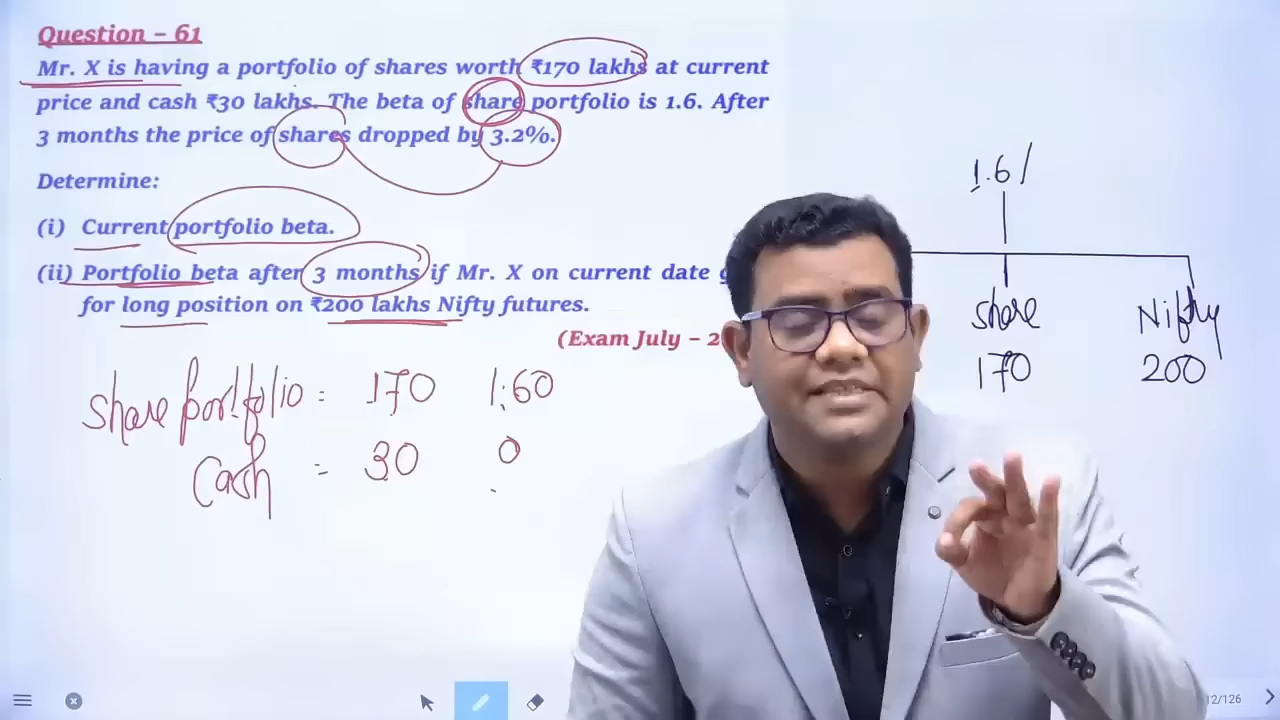 Question – 61
Mr. X is having a portfolio of shares worth ₹170 lakhs at current
price and cash ₹30 lakhs. The beta of share portfolio is 1.6. After
3 months the price of shares dropped by 3.2%.
Determine:
(i) Current portfolio beta.
(ii) Portfolio beta after 3 months if Mr. X on current date
for long position on ₹200 lakhs Nifty futures.
(Exam July – 2
share portfolio = 170 1.60
Cash = 30 0
1.6
share Nifty
170 200
12/126